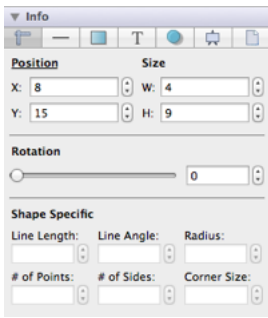 Info
T
Position Size
X: 8 W: 4
Y: 15 H: 9
Rotation
0
Shape Specific
Line Length: Line Angle: Radius:
# of Points: # of Sides: Corner Size: